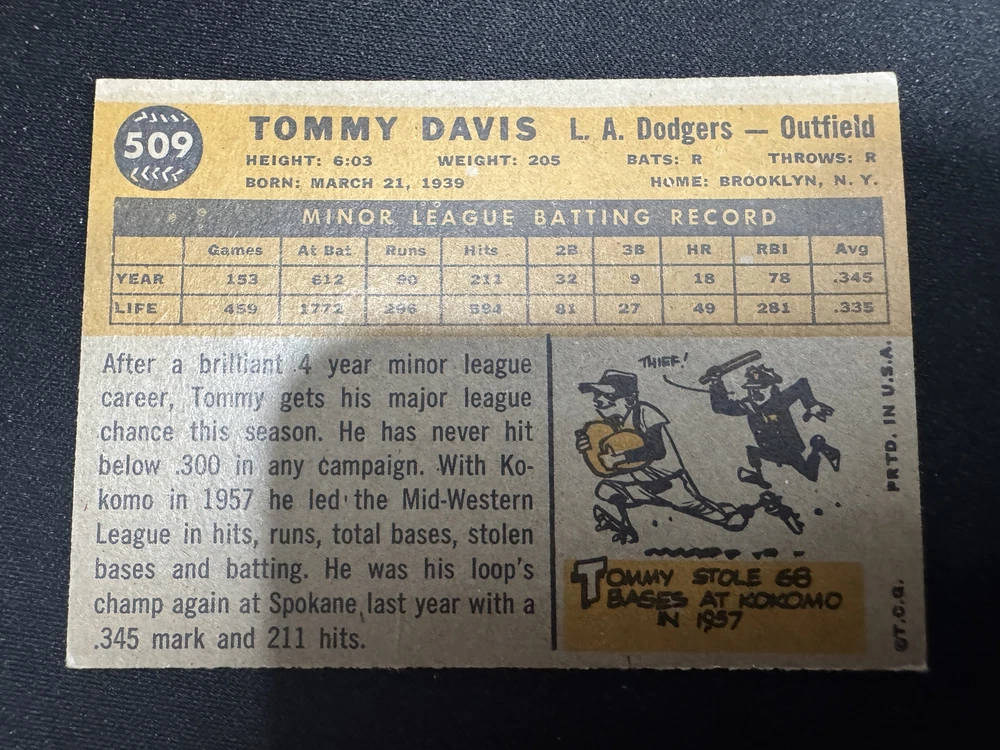 509
TOMMY DAVIS L. A. Dodgers — Outfield
HEIGHT: 6:03 WEIGHT: 205 BATS: R THROWS: R
BORN: MARCH 21, 1939 HOME: BROOKLYN, N. Y.
MINOR LEAGUE BATTING RECORD
Games At Bat Runs Hits 2B 3B HR RBI Avg
YEAR 153 612 90 211 32 9 18 78 .345
LIFE 459 1772 296 594 81 27 49 281 .335
After a brilliant 4 year minor league
career, Tommy gets his major league
chance this season. He has never hit
below .300 in any campaign. With Ko-
komo in 1957 he led the Mid-Western
League in hits, runs, total bases, stolen
bases and batting. He was his loop's
champ again at Spokane last year with a
.345 mark and 211 hits.
THIEF!
TOMMY STOLE 68
BASES AT KOKOMO
IN 1957
PRTD. IN U.S.A.
©T.C.G.